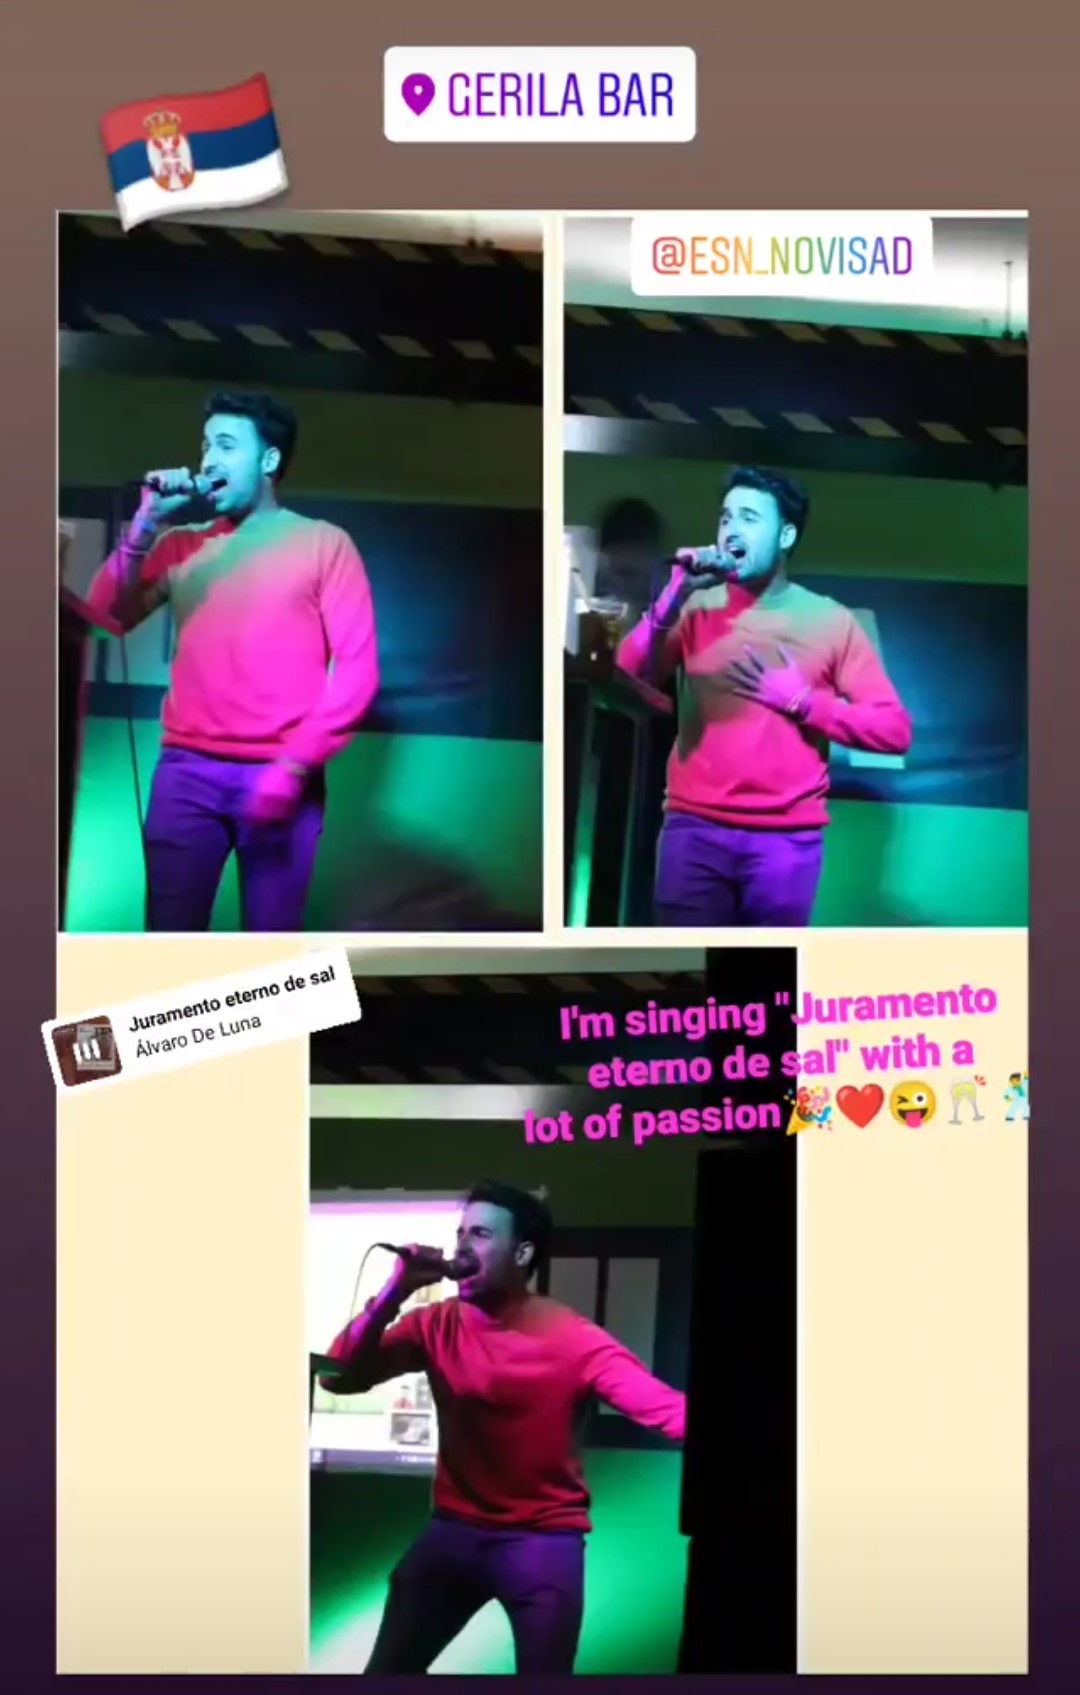 GERILA BAR
@ESN_NOVISAD
Juramento eterno de sal
Álvaro De Luna
I'm singing "Juramento
eterno de sal" with a
lot of passion🎉❤️😜🥂🕺